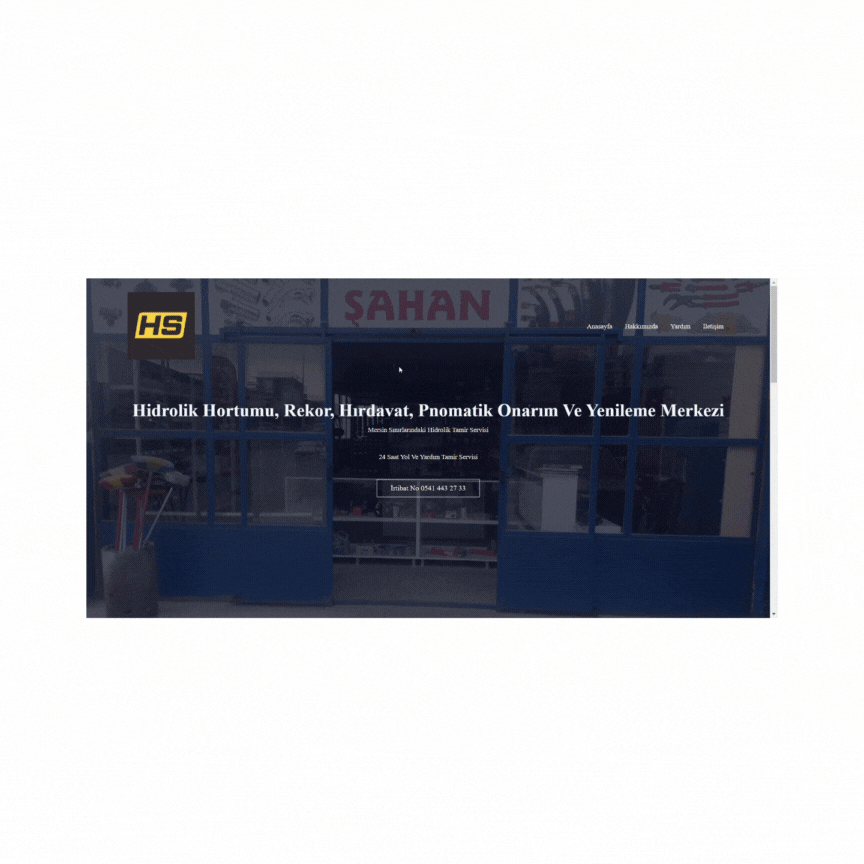 ŞAHAN
HS
Anasayfa Hakkımızda Yardım İletişim
Hidrolik Hortumu, Rekor, Hırdavat, Pnomatik Onarım Ve Yenileme Merkezi
Mersin Sınırlarındaki Hidrolik Tamir Servisi
24 Saat Yol Ve Yardım Tamir Servisi
İrtibat No 0541 443 27 33